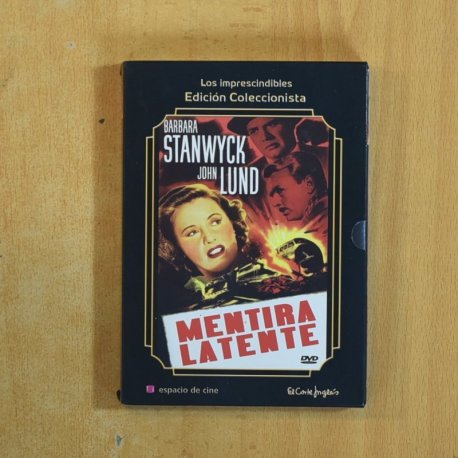 Los imprescindibles
Edición Coleccionista
BARBARA
STANWYCK
JOHN LUND
MENTIRA
LATENTE
DVD
espacio de cine
El Corte Inglés